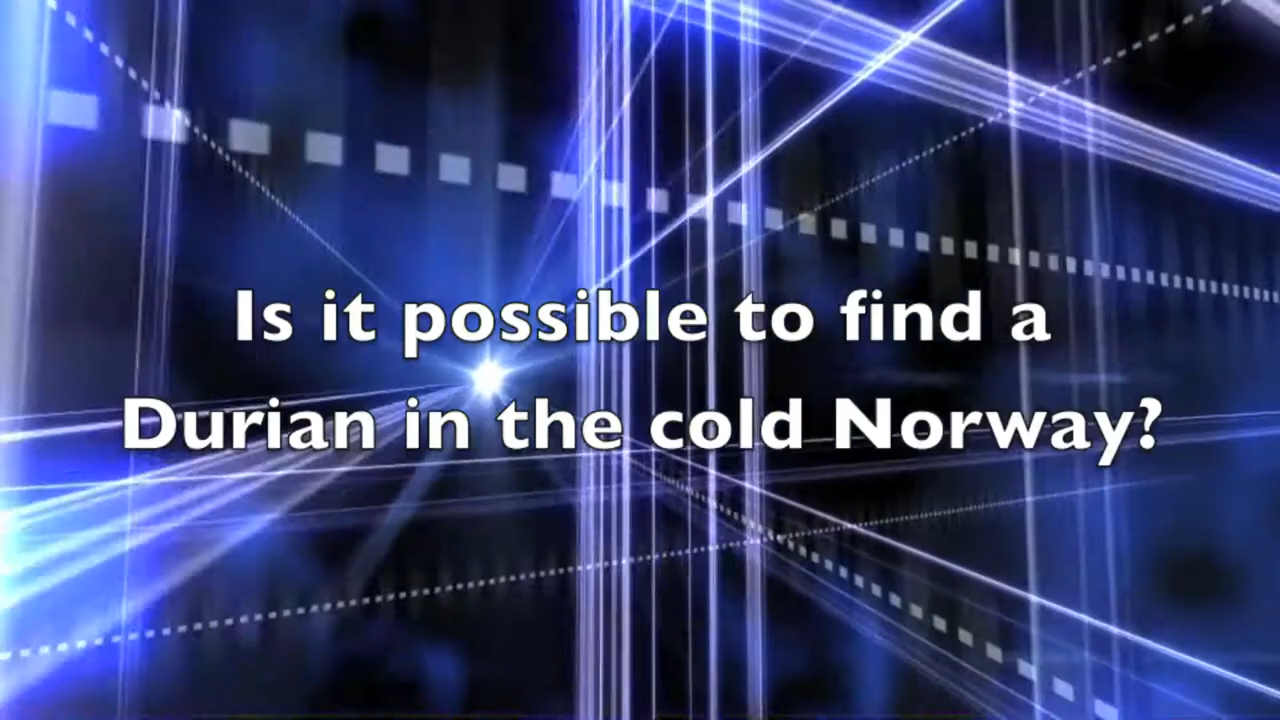 Is it possible to find a
Durian in the cold Norway?